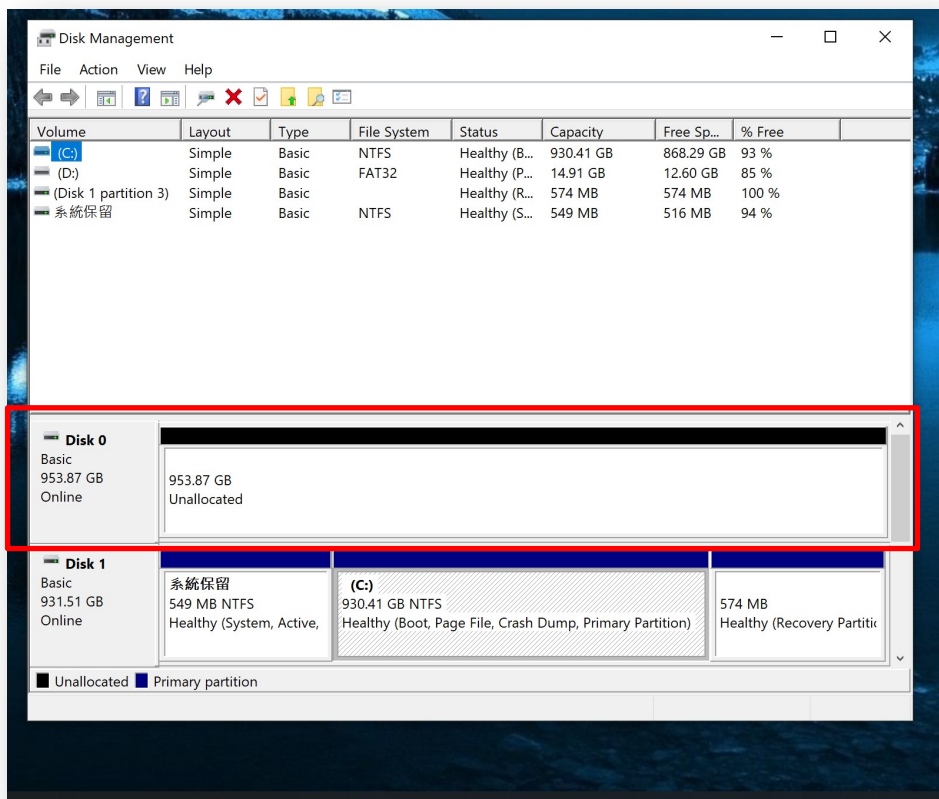 Disk Management
File Action View Help
Volume Layout Type File System Status Capacity Free Sp... % Free
(C:) Simple Basic NTFS Healthy (B... 930.41 GB 868.29 GB 93 %
(D:) Simple Basic FAT32 Healthy (P... 14.91 GB 12.60 GB 85 %
(Disk 1 partition 3) Simple Basic Healthy (R... 574 MB 574 MB 100 %
系統保留 Simple Basic NTFS Healthy (S... 549 MB 516 MB 94 %
Disk 0
Basic
953.87 GB
Online
953.87 GB
Unallocated
Disk 1
Basic
931.51 GB
Online
系統保留
549 MB NTFS
Healthy (System, Active,
(C:)
930.41 GB NTFS
Healthy (Boot, Page File, Crash Dump, Primary Partition)
574 MB
Healthy (Recovery Partitic
Unallocated Primary partition